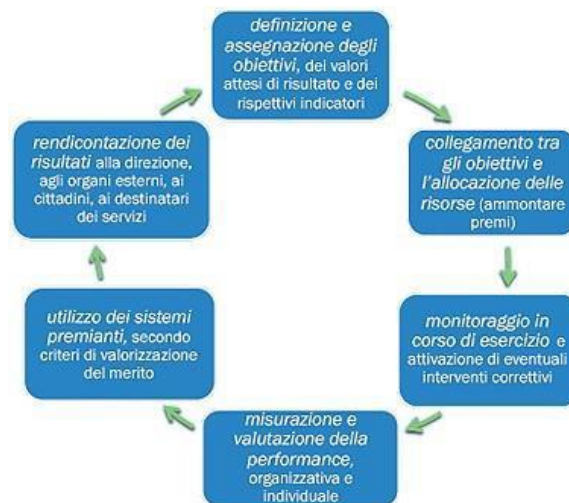 definizione e
assegnazione degli
obiettivi, dei valori
attesi di risultato e dei
rispettivi indicatori
collegamento tra
gli obiettivi e
l'allocazione delle
risorse (ammontare
premi)
monitoraggio in
corso di esercizio e
attivazione di eventuali
interventi correttivi
misurazione e
valutazione della
performance,
organizzativa e
individuale
utilizzo dei sistemi
premianti, secondo
criteri di valorizzazione
del merito
rendicontazione dei
risultati alla direzione,
agli organi esterni, ai
cittadini, ai destinatari
dei servizi